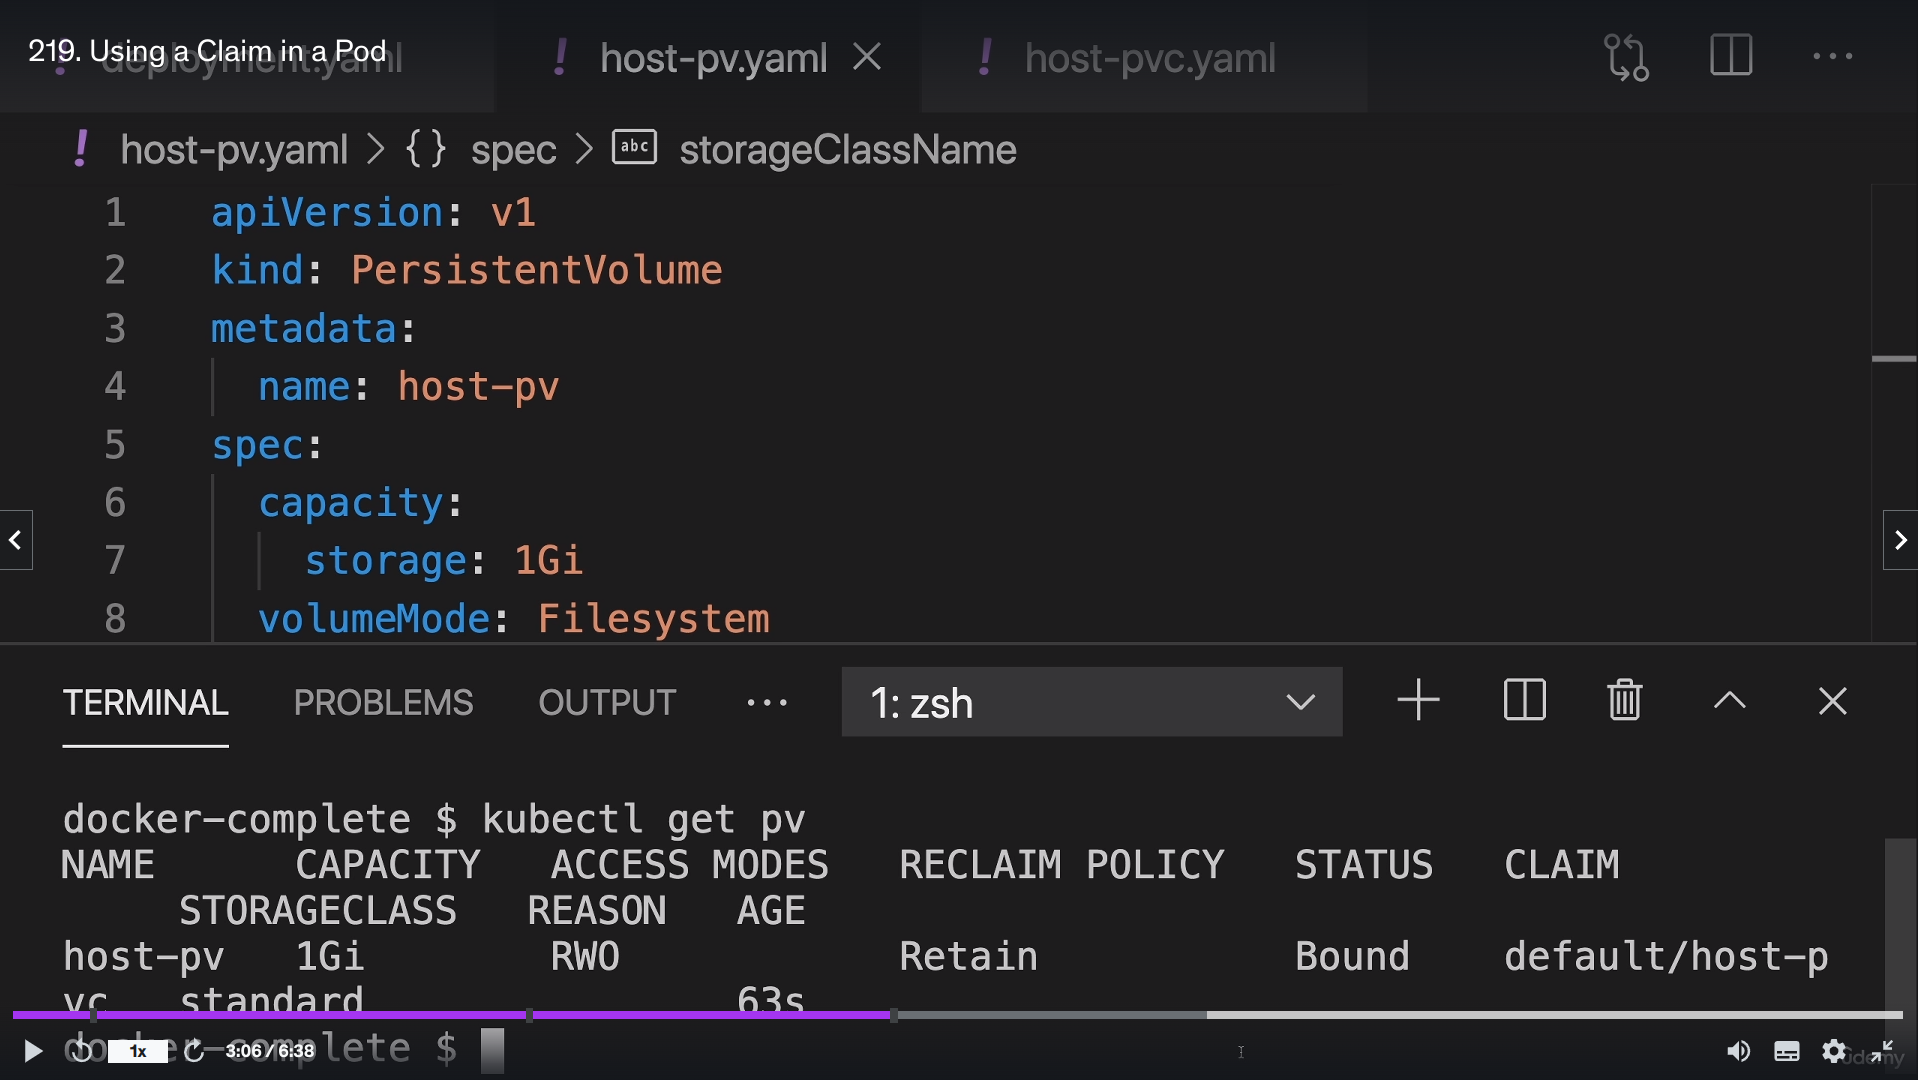 219. Using a Claim in a Pod
deployment.yaml
host-pv.yaml
host-pvc.yaml
host-pv.yaml > {} spec > abc storageClassName
1 apiVersion: v1
2 kind: PersistentVolume
3 metadata:
4 name: host-pv
5 spec:
6 capacity:
7 storage: 1Gi
8 volumeMode: Filesystem
TERMINAL PROBLEMS OUTPUT ··· 1: zsh
docker-complete $ kubectl get pv
NAME CAPACITY ACCESS MODES RECLAIM POLICY STATUS CLAIM
STORAGECLASS REASON AGE
host-pv 1Gi RWO Retain Bound default/host-p
vc standard 63s
docker-complete $
1x 3:06 / 6:38
udemy